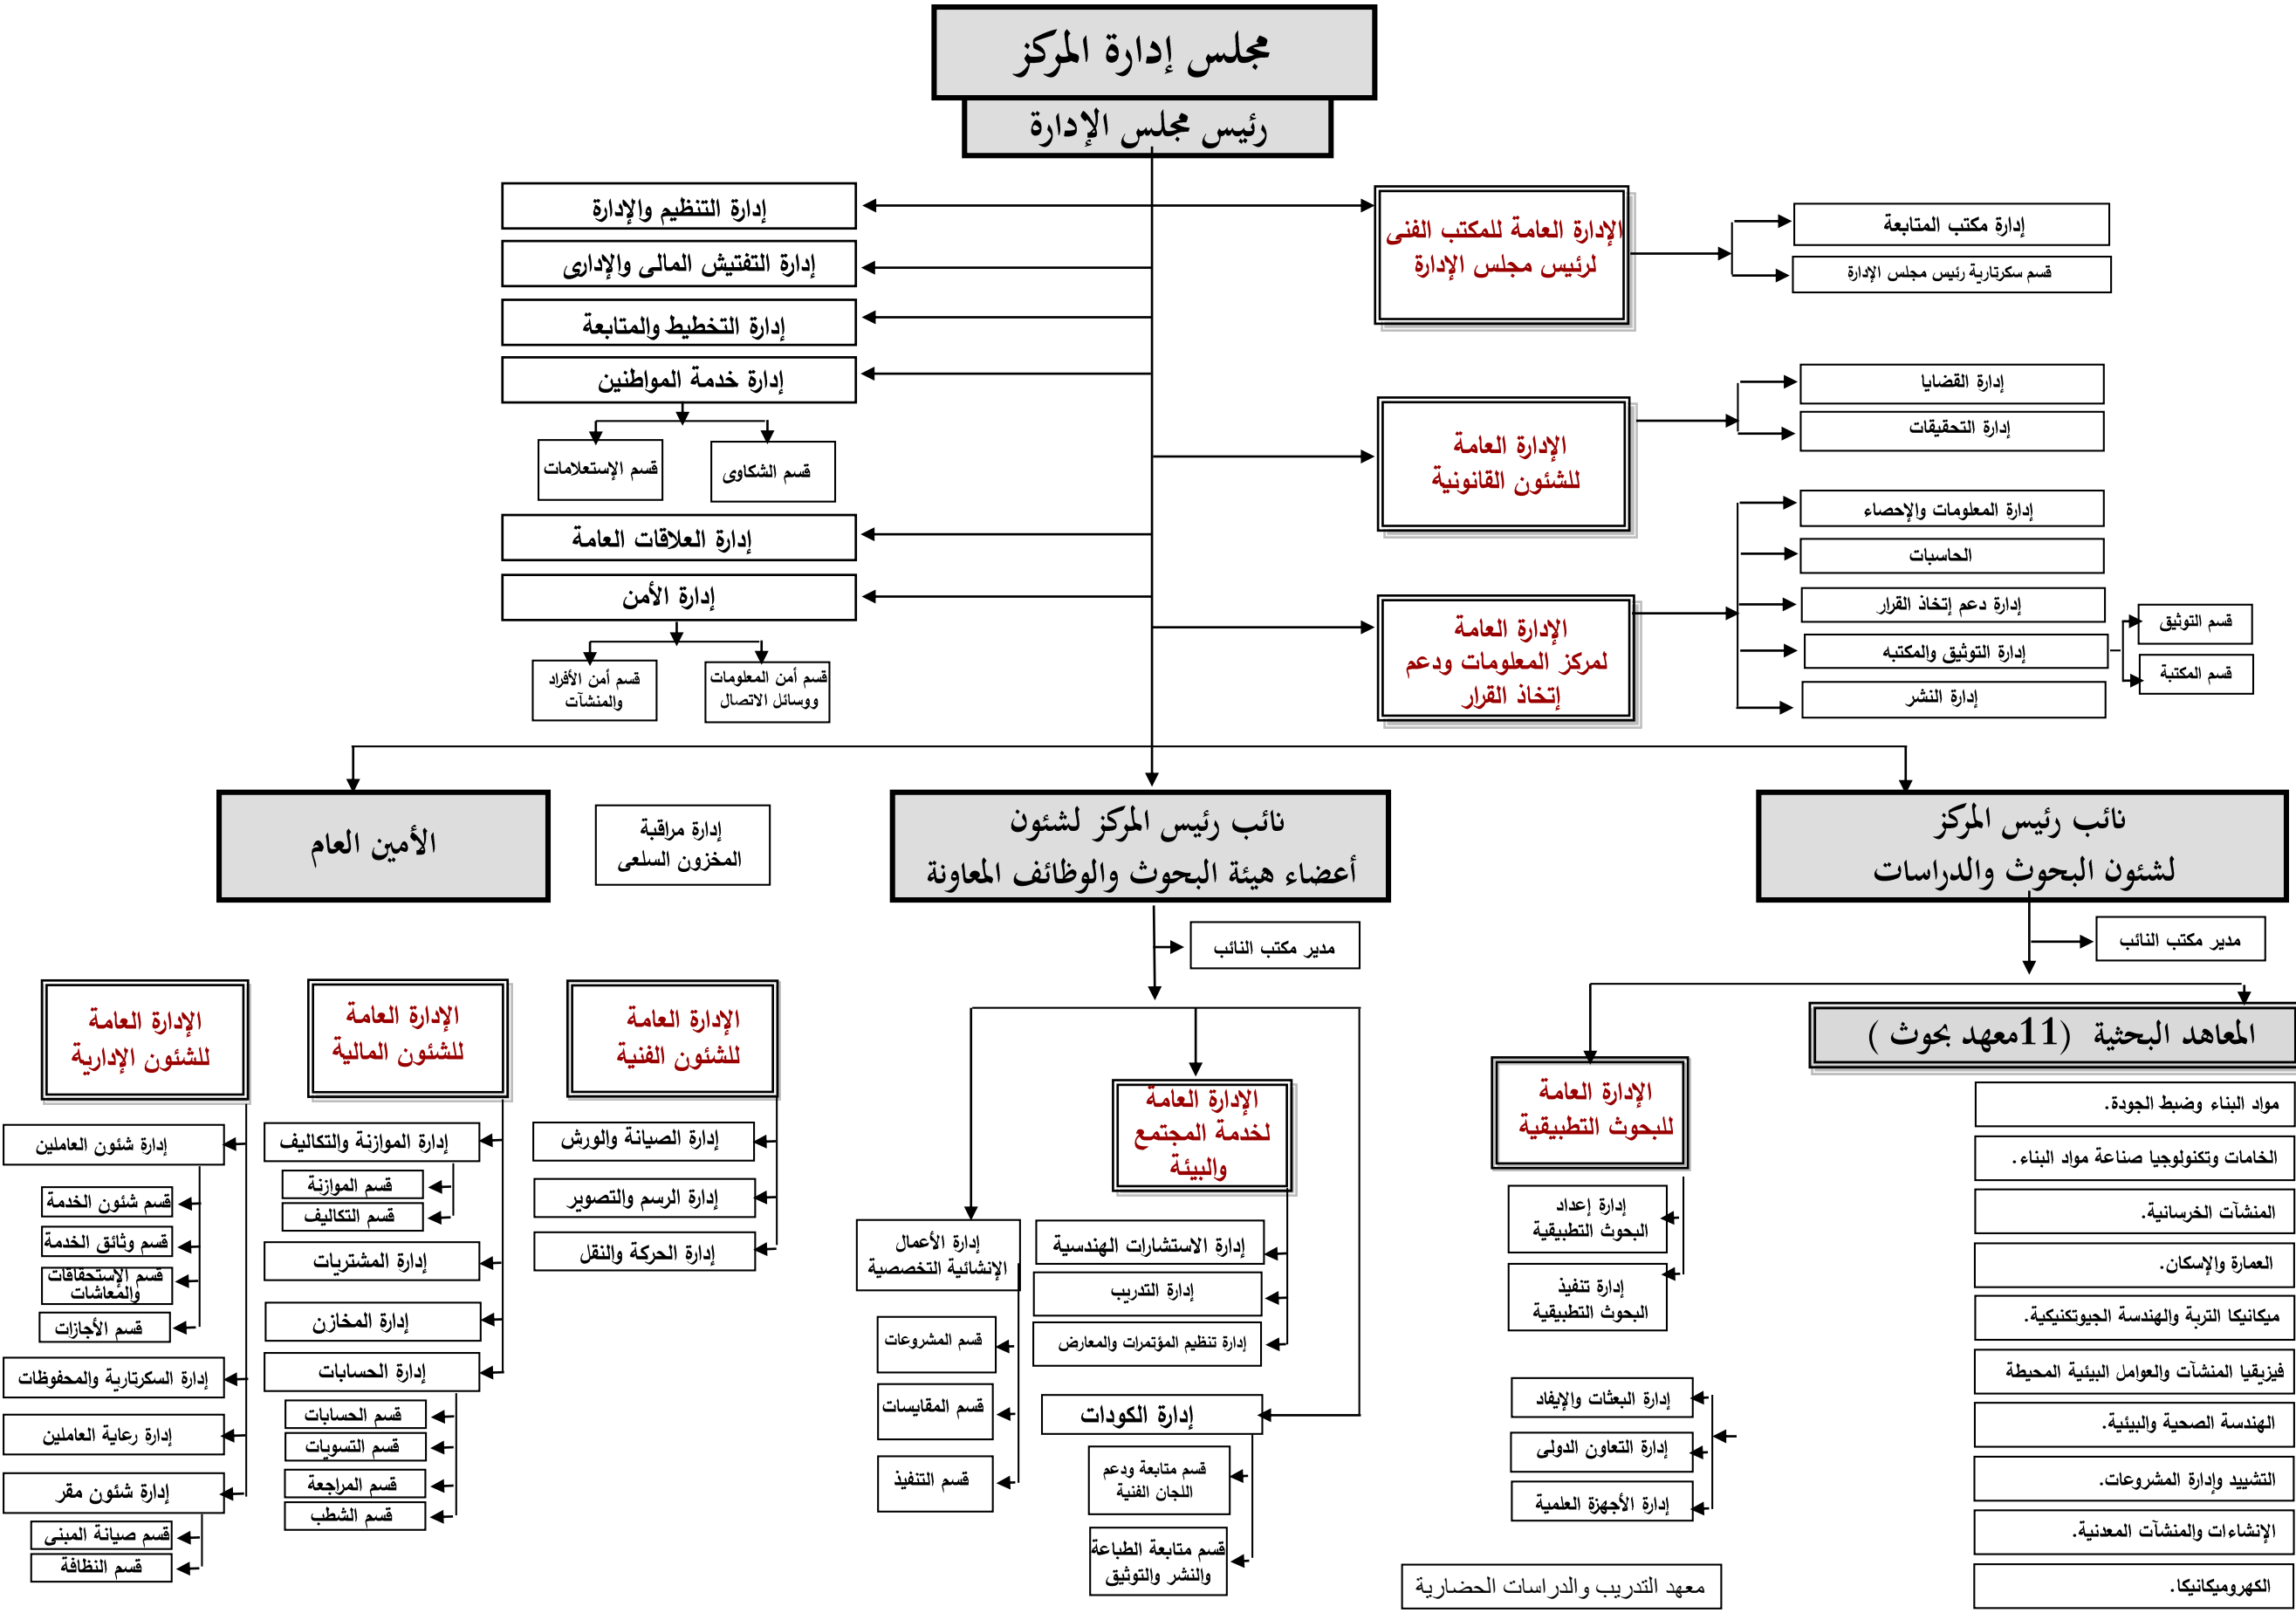 مجلس إدارة المركز
رئيس مجلس الإدارة
الإدارة العامة للمكتب الفنى
لرئيس مجلس الإدارة
إدارة مكتب المتابعة
قسم سكرتارية رئيس مجلس الإدارة
الإدارة العامة
للشئون القانونية
إدارة القضايا
إدارة التحقيقات
الإدارة العامة
لمركز المعلومات ودعم
إتخاذ القرار
إدارة المعلومات والإحصاء
الحاسبات
إدارة دعم إتخاذ القرار
إدارة التوثيق والمكتبه
قسم التوثيق
قسم المكتبة
إدارة النشر
إدارة التنظيم والإدارة
إدارة التفتيش المالى والإدارى
إدارة التخطيط والمتابعة
إدارة خدمة المواطنين
قسم الشكاوى
قسم الإستعلامات
إدارة العلاقات العامة
إدارة الأمن
قسم أمن المعلومات
ووسائل الاتصال
قسم أمن الأفراد
والمنشآت
نائب رئيس المركز
لشئون البحوث والدراسات
مدير مكتب النائب
المعاهد البحثية (11معهد بحوث )
مواد البناء وضبط الجودة.
الخامات وتكنولوجيا صناعة مواد البناء.
المنشآت الخرسانية.
العمارة والإسكان.
ميكانيكا التربة والهندسة الجيوتكنيكية.
فيزيقيا المنشآت والعوامل البيئية المحيطة
الهندسة الصحية والبيئية.
التشييد وإدارة المشروعات.
الإنشاءات والمنشآت المعدنية.
الكهروميكانيكا.
الإدارة العامة
للبحوث التطبيقية
إدارة إعداد
البحوث التطبيقية
إدارة تنفيذ
البحوث التطبيقية
إدارة البعثات والإيفاد
إدارة التعاون الدولى
إدارة الأجهزة العلمية
معهد التدريب والدراسات الحضارية
نائب رئيس المركز لشئون
أعضاء هيئة البحوث والوظائف المعاونة
مدير مكتب النائب
الإدارة العامة
لخدمة المجتمع
والبيئة
إدارة الاستشارات الهندسية
إدارة التدريب
إدارة تنظيم المؤتمرات والمعارض
إدارة الكودات
قسم متابعة ودعم
اللجان الفنية
قسم متابعة الطباعة
والنشر والتوثيق
إدارة الأعمال
الإنشائية التخصصية
قسم المشروعات
قسم المقايسات
قسم التنفيذ
إدارة مراقبة
المخزون السلعى
الأمين العام
الإدارة العامة
للشئون الفنية
إدارة الصيانة والورش
إدارة الرسم والتصوير
إدارة الحركة والنقل
الإدارة العامة
للشئون المالية
إدارة الموازنة والتكاليف
قسم الموازنة
قسم التكاليف
إدارة المشتريات
إدارة المخازن
إدارة الحسابات
قسم الحسابات
قسم التسويات
قسم المراجعة
قسم الشطب
الإدارة العامة
للشئون الإدارية
إدارة شئون العاملين
قسم شئون الخدمة
قسم وثائق الخدمة
قسم الإستحقاقات
والمعاشات
قسم الأجازات
إدارة السكرتارية والمحفوظات
إدارة رعاية العاملين
إدارة شئون مقر
قسم صيانة المبنى
قسم النظافة